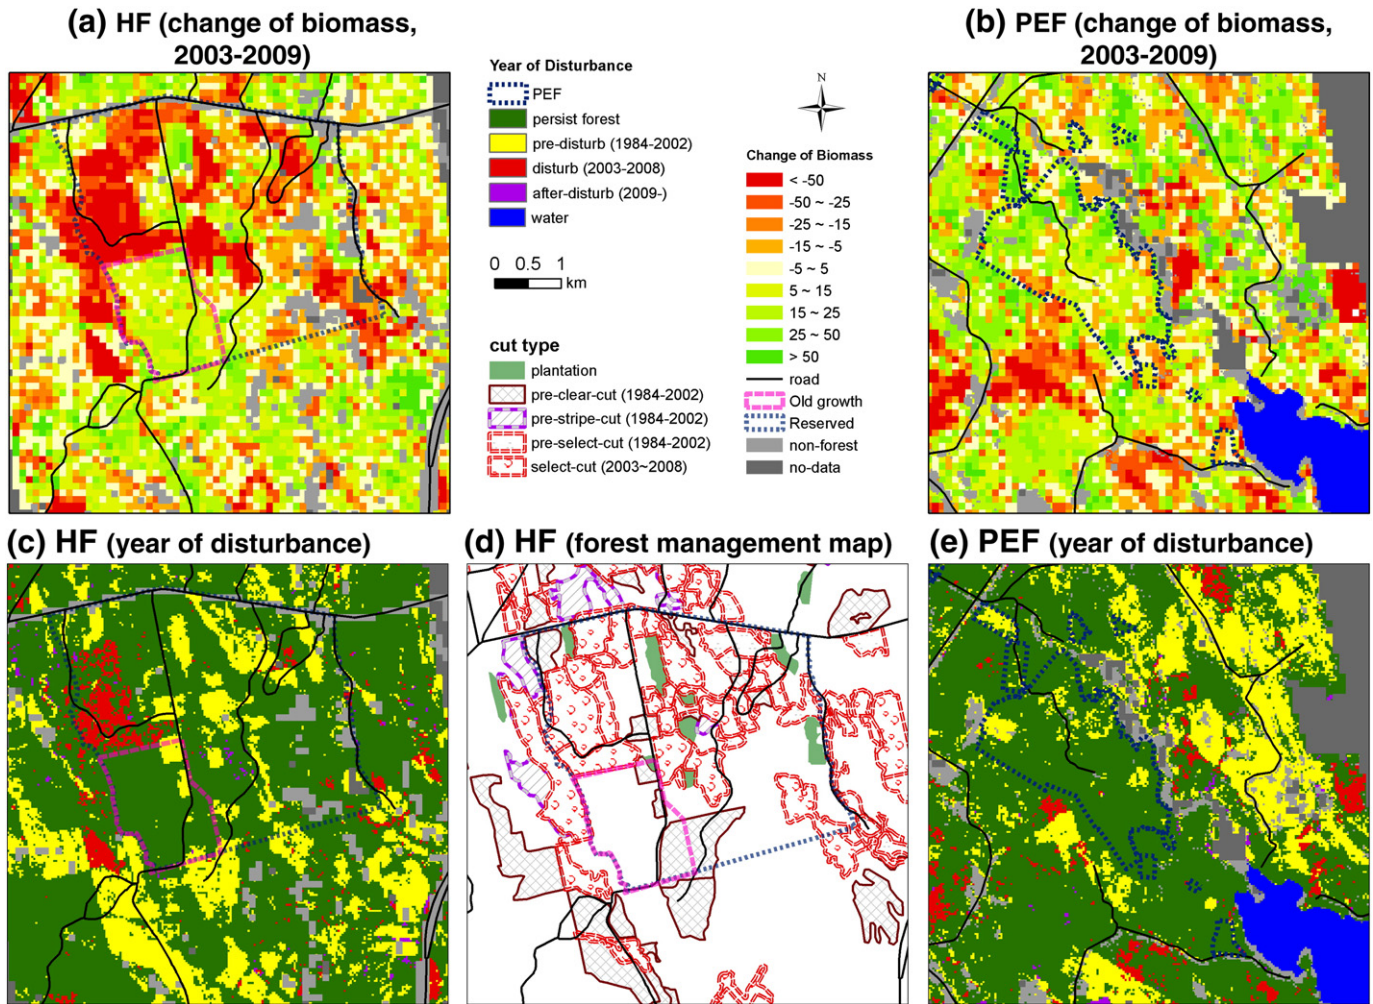 (a) HF (change of biomass,
2003-2009)
(b) PEF (change of biomass,
2003-2009)
Year of Disturbance
PEF
persist forest
pre-disturb (1984-2002)
disturb (2003-2008)
after-disturb (2009-)
water
0 0.5 1
km
cut type
plantation
pre-clear-cut (1984-2002)
pre-stripe-cut (1984-2002)
pre-select-cut (1984-2002)
select-cut (2003~2008)
N
Change of Biomass
< -50
-50 ~ -25
-25 ~ -15
-15 ~ -5
-5 ~ 5
5 ~ 15
15 ~ 25
25 ~ 50
> 50
road
Old growth
Reserved
non-forest
no-data
(c) HF (year of disturbance)
(d) HF (forest management map)
(e) PEF (year of disturbance)